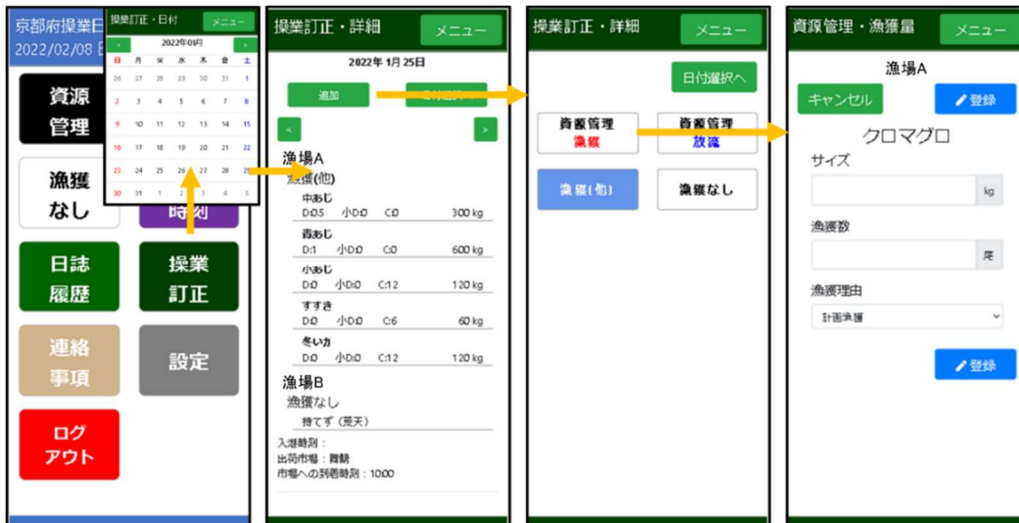 京都府操業日
2022/02/08
資源
管理
漁獲
なし
時刻
日誌
履歴
操業
訂正
連絡
事項
設定
ログ
アウト
操業訂正・日付
メニュー
<
2022年01月
>
日 月 火 水 木 金 土
26 27 28 29 30 31 1
2 3 4 5 6 7 8
9 10 11 12 13 14 15
16 17 18 19 20 21 22
23 24 25 26 27 28 29
30 31 1 2 3 4 5
操業訂正・詳細
メニュー
2022年 1月 25日
追加
<
>
漁場A
漁獲(他)
中あじ
D:0.5 小D:0 C:0 300 kg
青あじ
D:1 小D:0 C:0 600 kg
小あじ
D:0 小D:0 C:12 120 kg
すずき
D:0 小D:0 C:6 60 kg
冬いか
D:0 小D:0 C:12 120 kg
漁場B
漁獲なし
持てず（荒天）
入港時刻：
出荷市場：舞鶴
市場への到着時刻：10:00
操業訂正・詳細
メニュー
日付選択へ
資源管理
漁獲
資源管理
放流
漁獲(他)
漁獲なし
資源管理・漁獲量
メニュー
漁場A
キャンセル
登録
クロマグロ
サイズ
kg
漁獲数
尾
漁獲理由
計画漁獲
登録